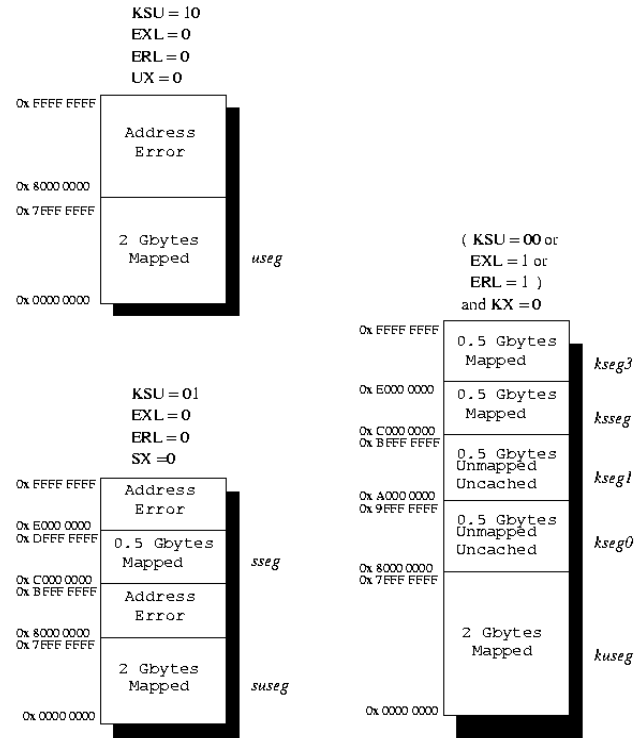 KSU = 10
EXL = 0
ERL = 0
UX = 0
0x FFFF FFFF
Address
Error
0x 8000 0000
0x 7FFF FFFF
2 Gbytes
Mapped
useg
0x 0000 0000
KSU = 01
EXL = 0
ERL = 0
SX =0
0x FFFF FFFF
Address
Error
0x E000 0000
0x DFFF FFFF
0.5 Gbytes
Mapped
sseg
0x C000 0000
0x BFFF FFFF
Address
Error
0x 8000 0000
0x 7FFF FFFF
2 Gbytes
Mapped
suseg
0x 0000 0000
( KSU = 00 or
EXL = 1 or
ERL = 1 )
and KX = 0
0x FFFF FFFF
0.5 Gbytes
Mapped
kseg3
0x E000 0000
0.5 Gbytes
Mapped
ksseg
0x C000 0000
0x BFFF FFFF
0.5 Gbytes
Unmapped
Uncached
kseg1
0x A000 0000
0x 9FFF FFFF
0.5 Gbytes
Unmapped
Uncached
kseg0
0x 8000 0000
0x 7FFF FFFF
2 Gbytes
Mapped
kuseg
0x 0000 0000